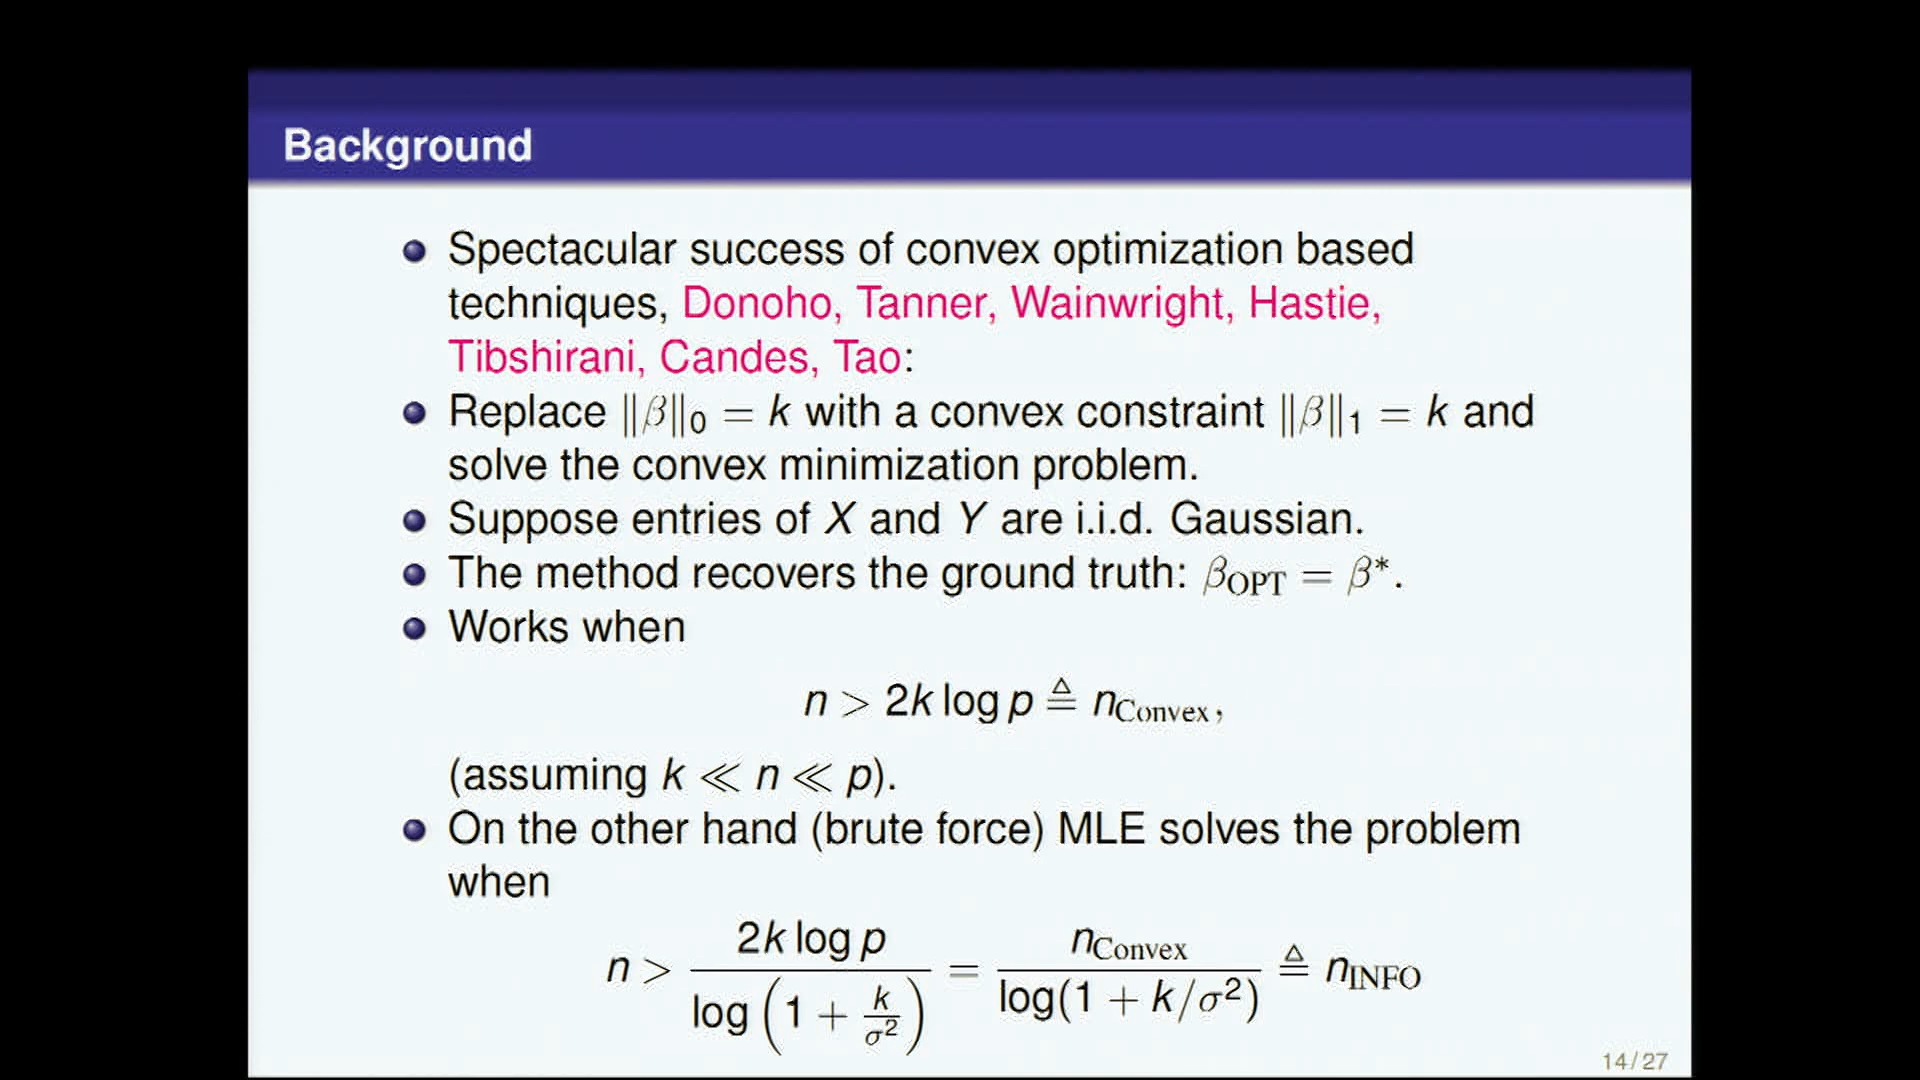 Background
Spectacular success of convex optimization based
techniques, Donoho, Tanner, Wainwright, Hastie,
Tibshirani, Candes, Tao:
Replace ‖β‖₀ = k with a convex constraint ‖β‖₁ = k and
solve the convex minimization problem.
Suppose entries of X and Y are i.i.d. Gaussian.
The method recovers the ground truth: β_OPT = β*.
Works when
n > 2k log p ≜ n_Convex,
(assuming k ≪ n ≪ p).
On the other hand (brute force) MLE solves the problem
when
n > 2k log p / log(1 + k/σ²) = n_Convex / log(1 + k/σ²) ≜ n_INFO
14/27